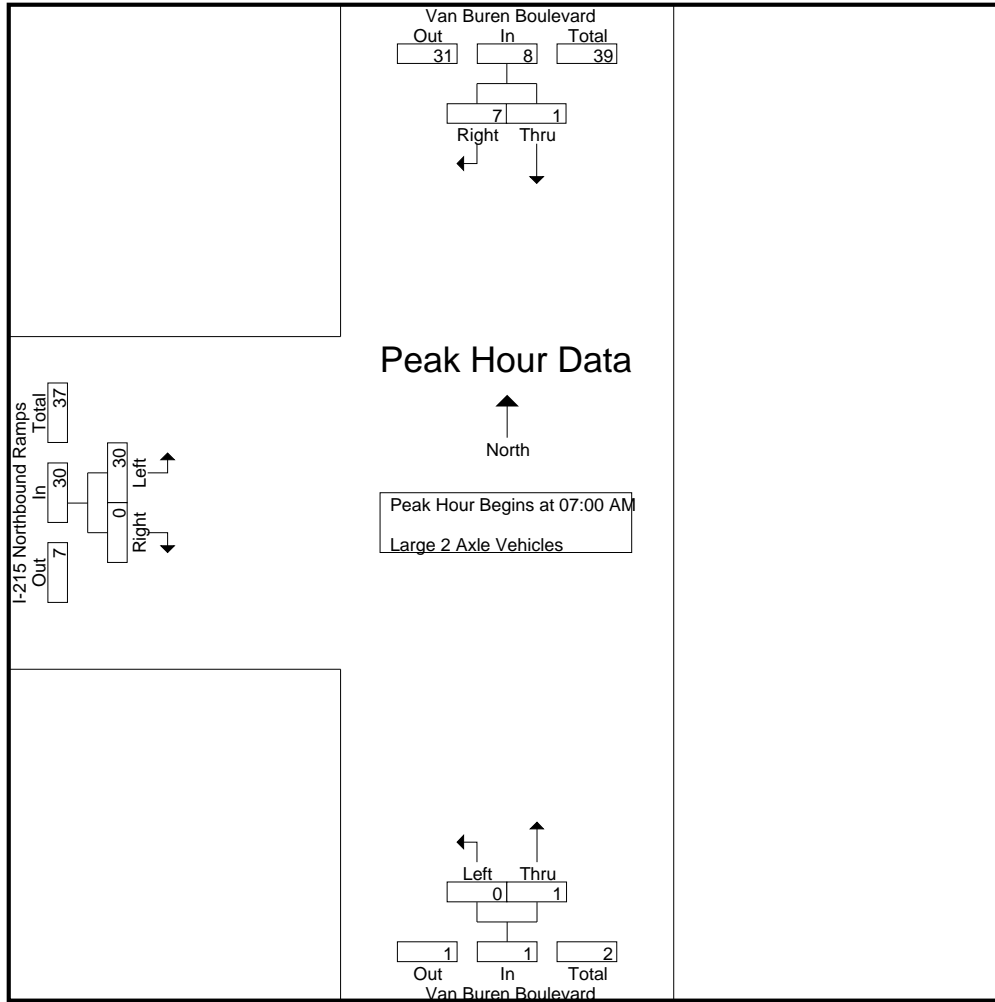 Van Buren Boulevard
Out In Total
31 8 39
7 1
Right Thru
Peak Hour Data
North
Peak Hour Begins at 07:00 AM
Large 2 Axle Vehicles
I-215 Northbound Ramps
Out In Total
7 30 37
Right Left
0 30
Left Thru
0 1
1 1 2
Out In Total
Van Buren Boulevard